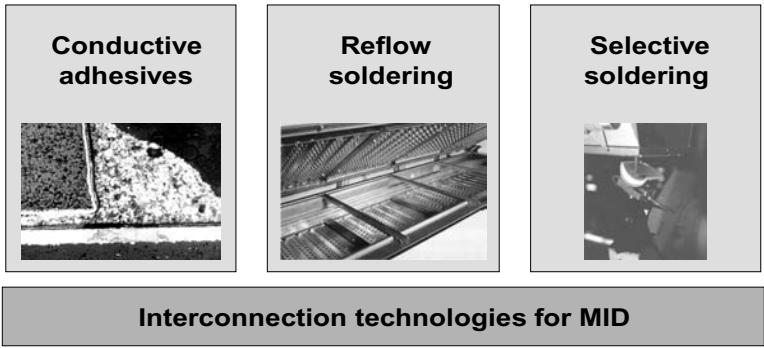 Conductive
adhesives
Reflow
soldering
Selective
soldering
Interconnection technologies for MID